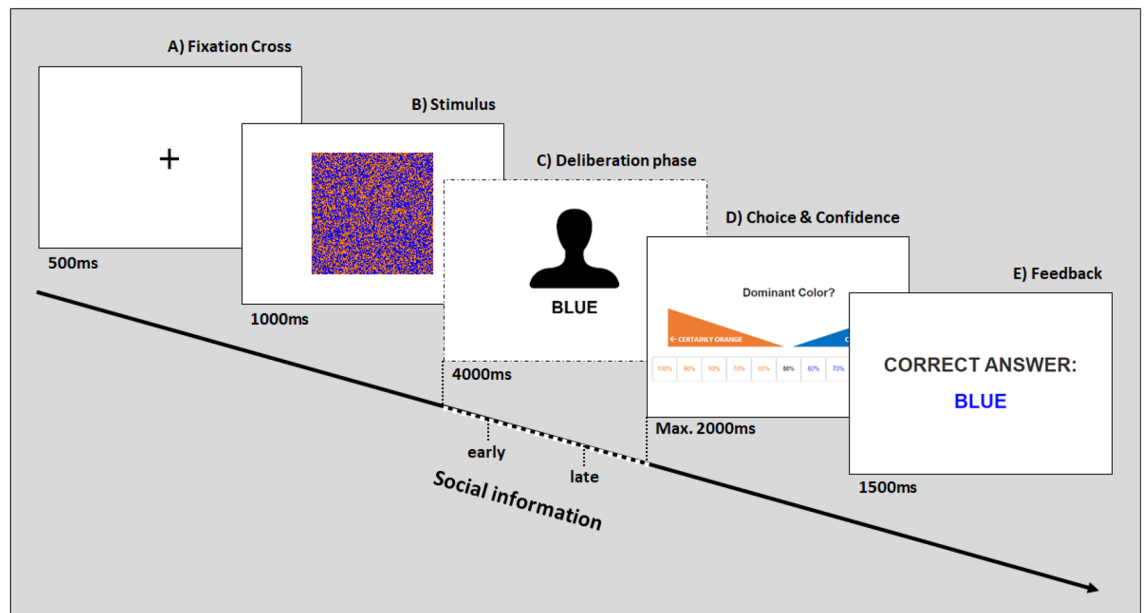 A) Fixation Cross
+
500ms
B) Stimulus
1000ms
C) Deliberation phase
BLUE
4000ms
D) Choice & Confidence
Dominant Color?
← CERTAINLY ORANGE
C
100% 90% 80% 70% 60% 50% 60% 70%
Max. 2000ms
E) Feedback
CORRECT ANSWER:
BLUE
1500ms
early
late
Social information